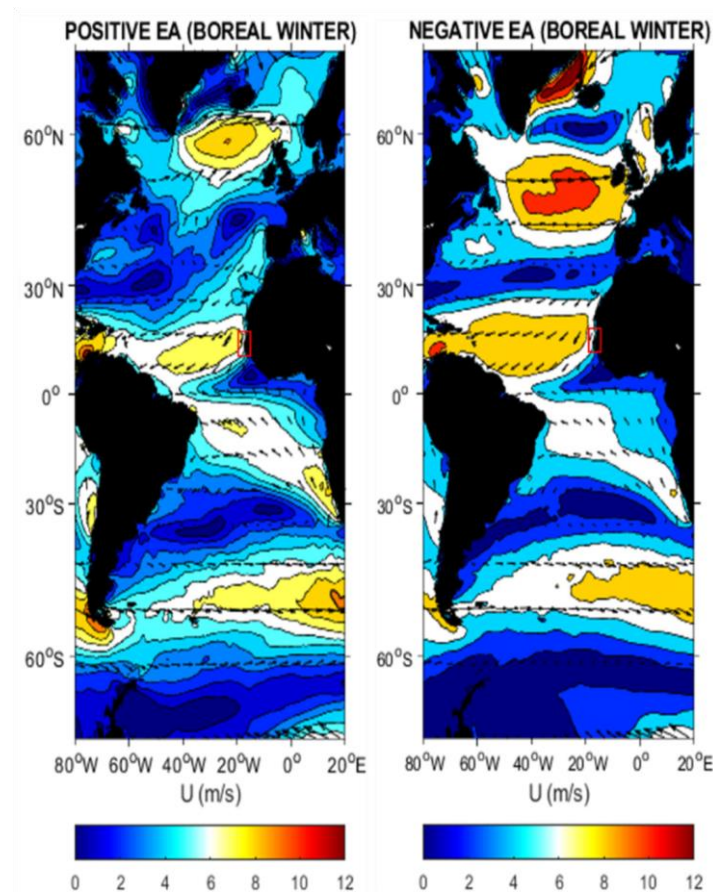 POSITIVE EA (BOREAL WINTER)
60°N
30°N
0°
30°S
60°S
80°W 60°W 40°W 20°W 0° 20°E
U (m/s)
0 2 4 6 8 10 12
NEGATIVE EA (BOREAL WINTER)
60°N
30°N
0°
30°S
60°S
80°W 60°W 40°W 20°W 0° 20°E
U (m/s)
0 2 4 6 8 10 12